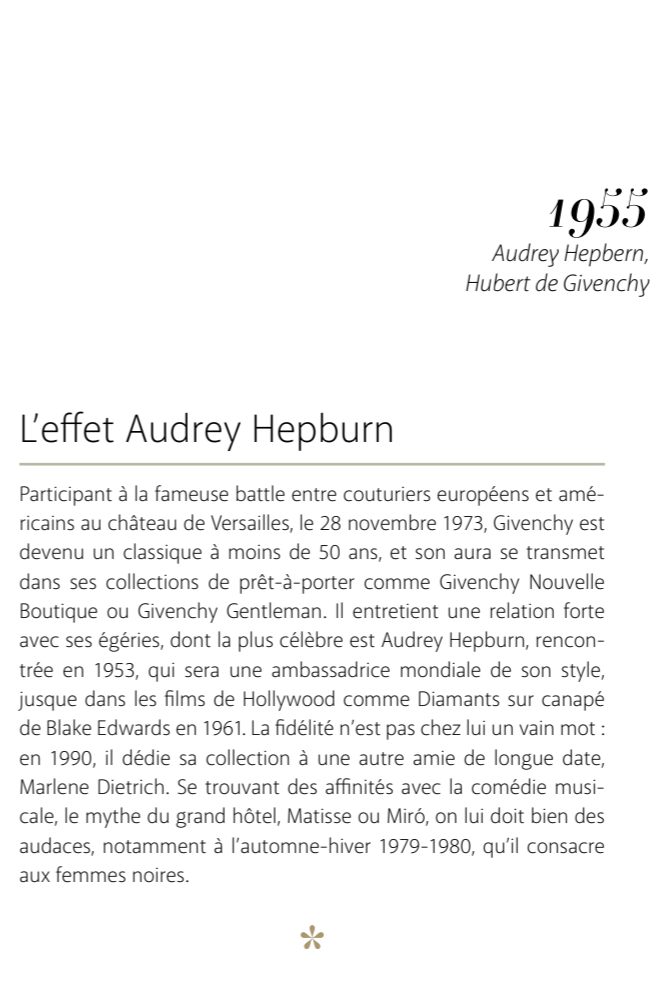 1955
Audrey Hepbern,
Hubert de Givenchy
L’effet Audrey Hepburn
Participant à la fameuse battle entre couturiers européens et amé-
ricains au château de Versailles, le 28 novembre 1973, Givenchy est
devenu un classique à moins de 50 ans, et son aura se transmet
dans ses collections de prêt-à-porter comme Givenchy Nouvelle
Boutique ou Givenchy Gentleman. Il entretient une relation forte
avec ses égéries, dont la plus célèbre est Audrey Hepburn, rencon-
trée en 1953, qui sera une ambassadrice mondiale de son style,
jusque dans les films de Hollywood comme Diamants sur canapé
de Blake Edwards en 1961. La fidélité n’est pas chez lui un vain mot :
en 1990, il dédie sa collection à une autre amie de longue date,
Marlene Dietrich. Se trouvant des affinités avec la comédie musi-
cale, le mythe du grand hôtel, Matisse ou Miró, on lui doit bien des
audaces, notamment à l’automne-hiver 1979-1980, qu’il consacre
aux femmes noires.
*